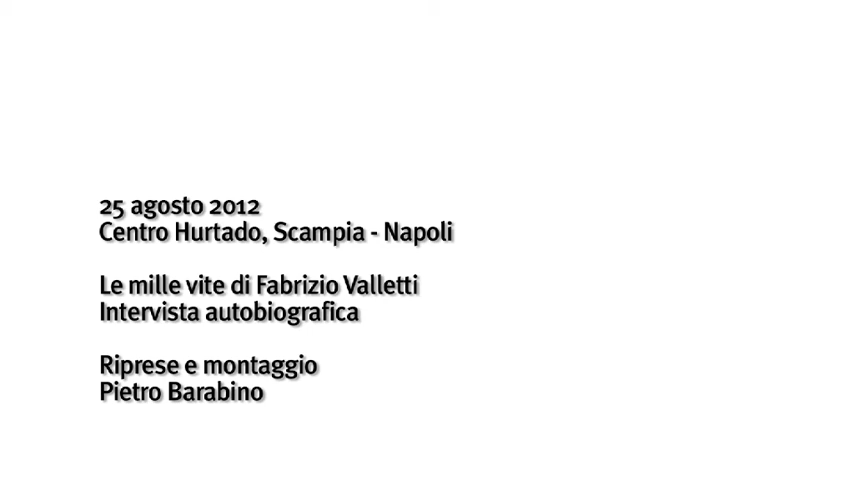 25 agosto 2012
Centro Hurtado, Scampia - Napoli
Le mille vite di Fabrizio Valletti
Intervista autobiografica
Riprese e montaggio
Pietro Barabino